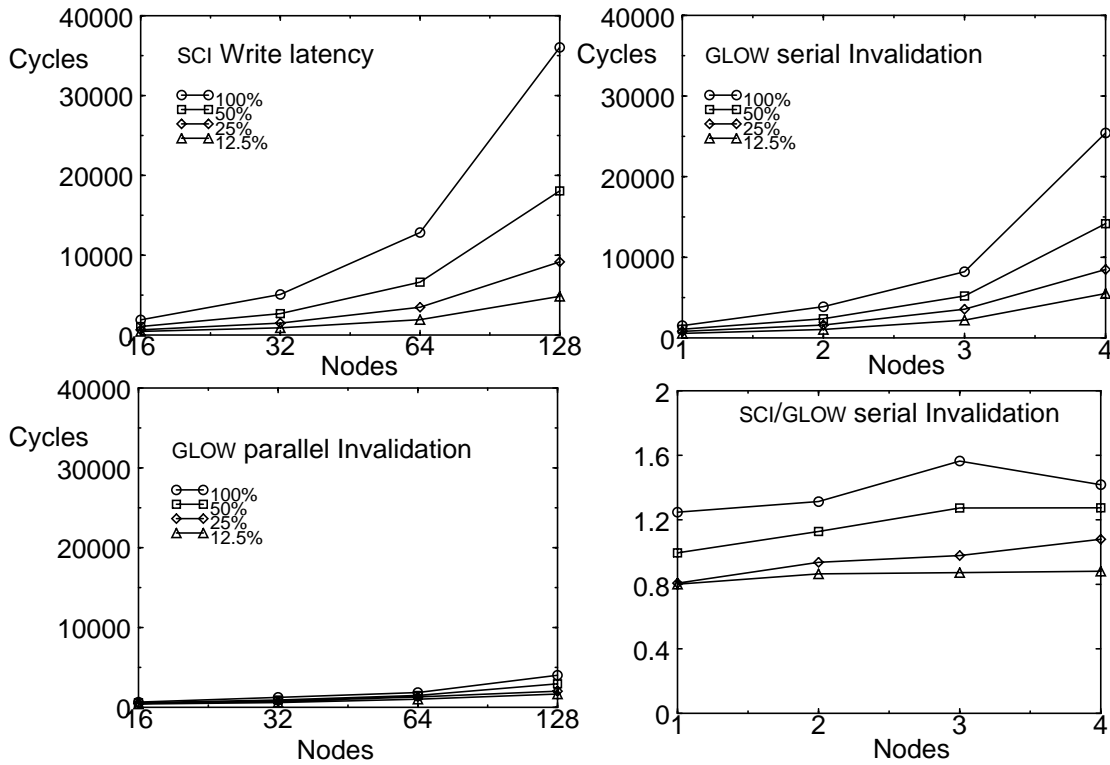 40000
Cycles
SCI Write latency
30000
100%
50%
25%
12.5%
20000
10000
0
16 32 64 128
Nodes
40000
Cycles
GLOW serial Invalidation
30000
100%
50%
25%
12.5%
20000
10000
0
1 2 3 4
Nodes
40000
Cycles
GLOW parallel Invalidation
30000
100%
50%
25%
12.5%
20000
10000
0
16 32 64 128
Nodes
2
SCI/GLOW serial Invalidation
1.6
1.2
0.8
0.4
0
1 2 3 4
Nodes